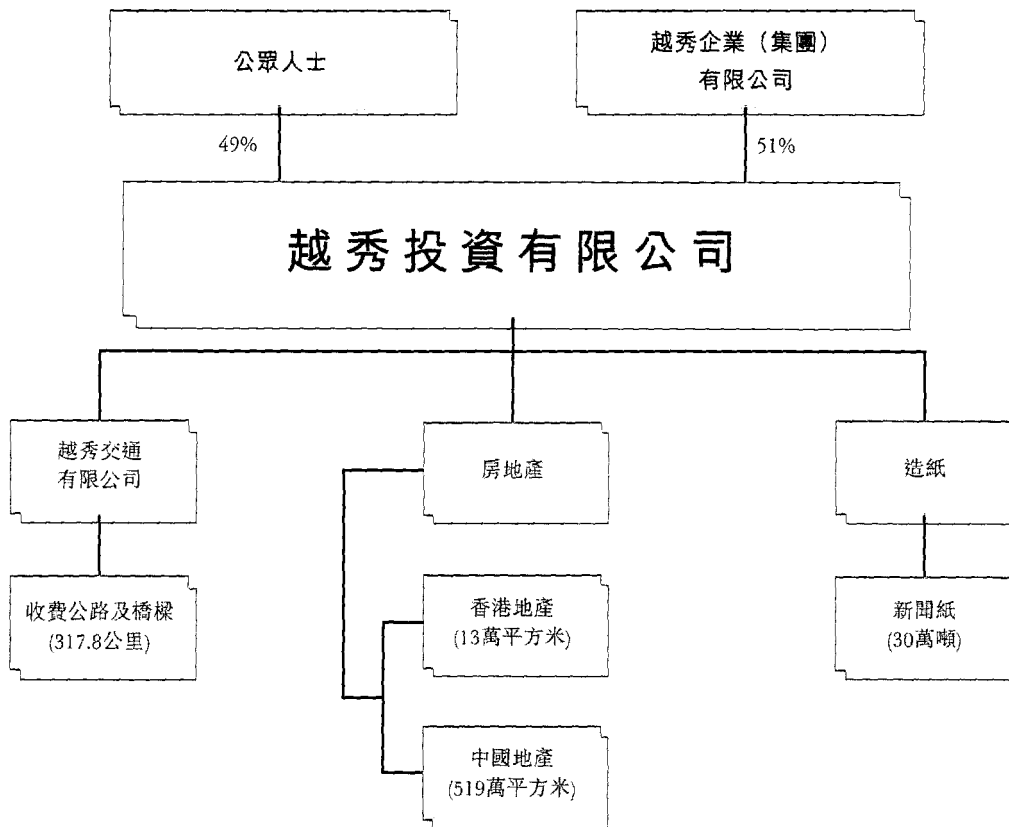 公眾人士
越秀企業（集團）
有限公司
49%
51%
越秀投資有限公司
越秀交通
有限公司
房地產
造紙
收費公路及橋樑
(317.8公里)
香港地產
(13萬平方米)
新聞紙
(30萬噸)
中國地產
(519萬平方米)